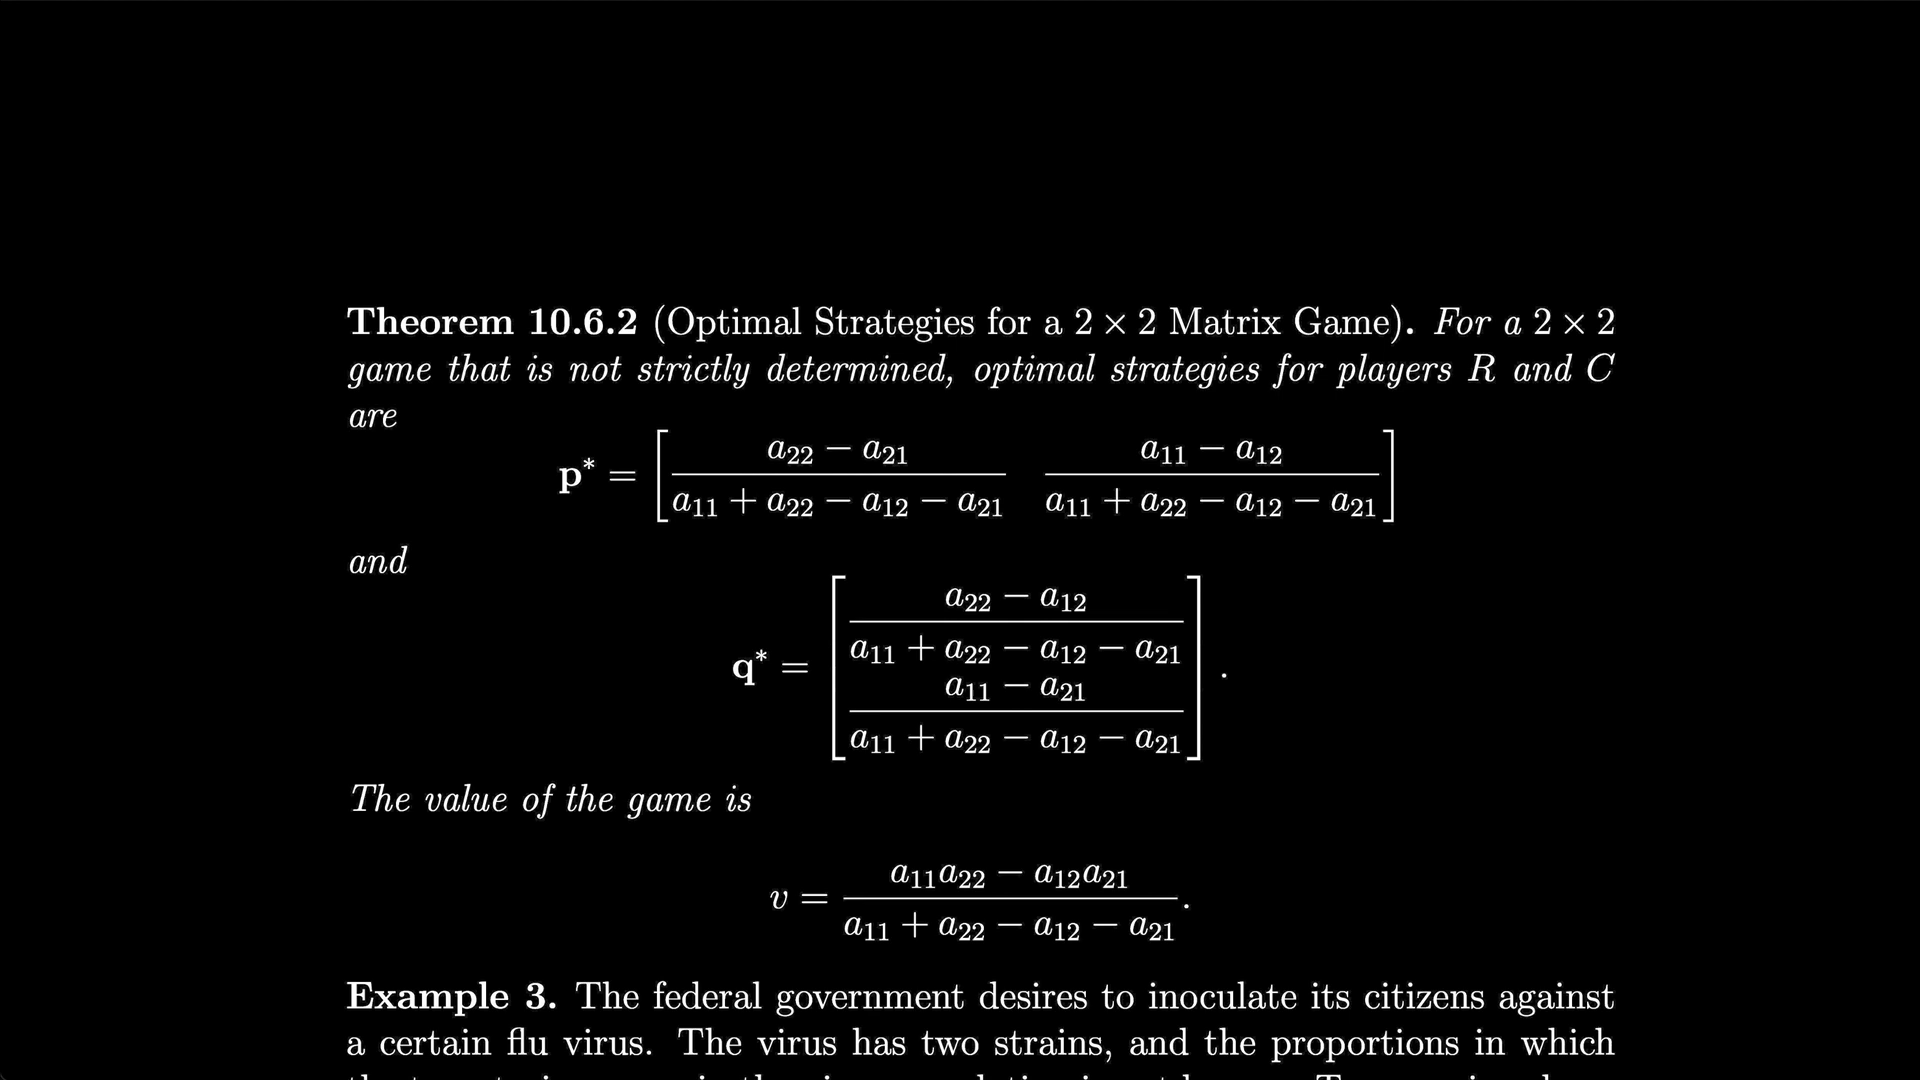 Theorem 10.6.2 (Optimal Strategies for a 2 × 2 Matrix Game). For a 2 × 2
game that is not strictly determined, optimal strategies for players R and C
are
p* = [ (a₂₂ − a₂₁)/(a₁₁ + a₂₂ − a₁₂ − a₂₁)   (a₁₁ − a₁₂)/(a₁₁ + a₂₂ − a₁₂ − a₂₁) ]
and
q* = [ (a₂₂ − a₁₂)/(a₁₁ + a₂₂ − a₁₂ − a₂₁)
(a₁₁ − a₂₁)/(a₁₁ + a₂₂ − a₁₂ − a₂₁) ].
The value of the game is
v = (a₁₁a₂₂ − a₁₂a₂₁)/(a₁₁ + a₂₂ − a₁₂ − a₂₁).
Example 3. The federal government desires to inoculate its citizens against
a certain flu virus. The virus has two strains, and the proportions in which